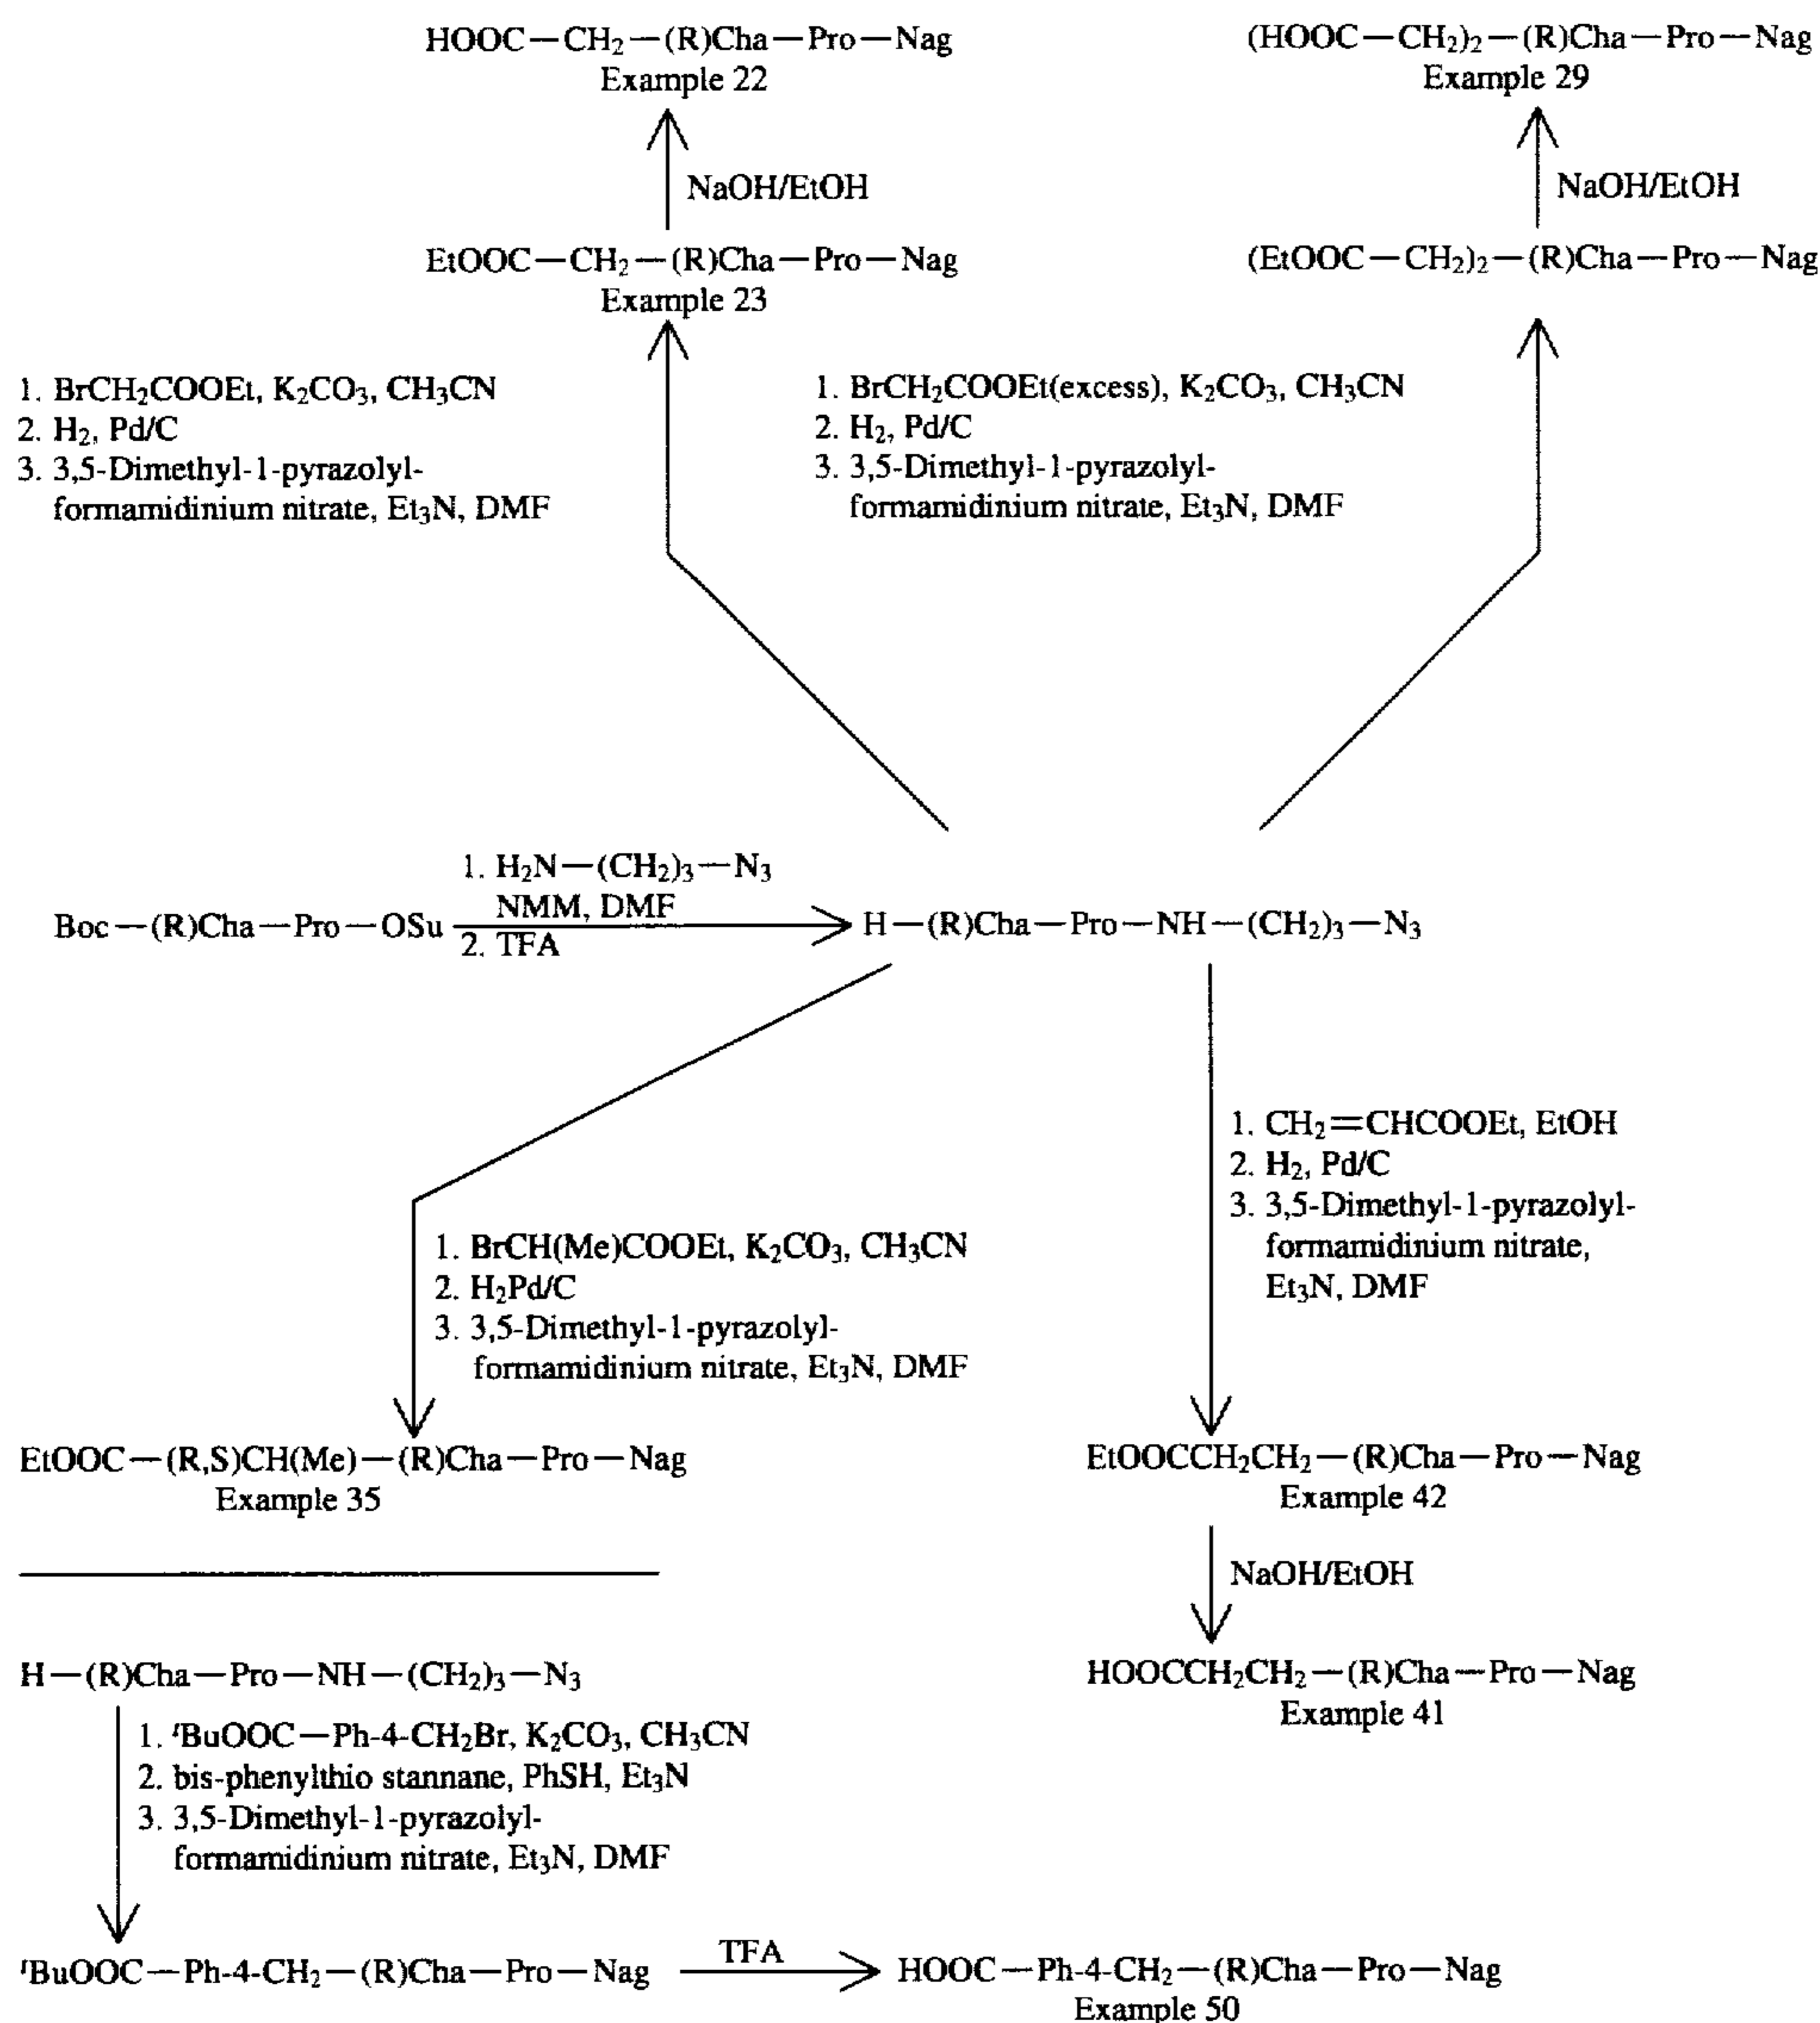 HOOC—CH₂—(R)Cha—Pro—Nag
Example 22
(HOOC—CH₂)₂—(R)Cha—Pro—Nag
Example 29
NaOH/EtOH
NaOH/EtOH
EtOOC—CH₂—(R)Cha—Pro—Nag
Example 23
(EtOOC—CH₂)₂—(R)Cha—Pro—Nag
1. BrCH₂COOEt, K₂CO₃, CH₃CN
2. H₂, Pd/C
3. 3,5-Dimethyl-1-pyrazolyl-
formamidinium nitrate, Et₃N, DMF
1. BrCH₂COOEt(excess), K₂CO₃, CH₃CN
2. H₂, Pd/C
3. 3,5-Dimethyl-1-pyrazolyl-
formamidinium nitrate, Et₃N, DMF
Boc—(R)Cha—Pro—OSu
1. H₂N—(CH₂)₃—N₃
NMM, DMF
2. TFA
H—(R)Cha—Pro—NH—(CH₂)₃—N₃
1. CH₂=CHCOOEt, EtOH
2. H₂, Pd/C
3. 3,5-Dimethyl-1-pyrazolyl-
formamidinium nitrate,
Et₃N, DMF
1. BrCH(Me)COOEt, K₂CO₃, CH₃CN
2. H₂Pd/C
3. 3,5-Dimethyl-1-pyrazolyl-
formamidinium nitrate, Et₃N, DMF
EtOOC—(R,S)CH(Me)—(R)Cha—Pro—Nag
Example 35
EtOOCCH₂CH₂—(R)Cha—Pro—Nag
Example 42
NaOH/EtOH
HOOCCH₂CH₂—(R)Cha—Pro—Nag
Example 41
H—(R)Cha—Pro—NH—(CH₂)₃—N₃
1. ᵗBuOOC—Ph-4-CH₂Br, K₂CO₃, CH₃CN
2. bis-phenylthio stannane, PhSH, Et₃N
3. 3,5-Dimethyl-1-pyrazolyl-
formamidinium nitrate, Et₃N, DMF
ᵗBuOOC—Ph-4-CH₂—(R)Cha—Pro—Nag
TFA
HOOC—Ph-4-CH₂—(R)Cha—Pro—Nag
Example 50